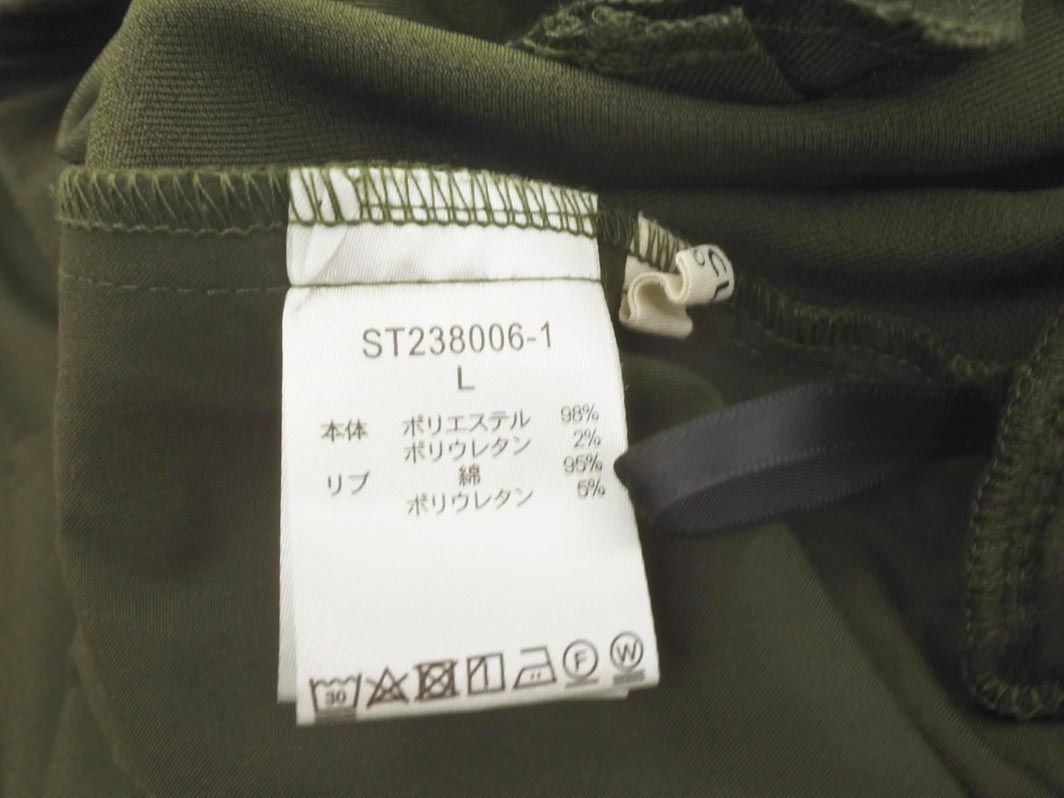 ST238006-1
L
本体 ポリエステル 98%
ポリウレタン 2%
リブ 綿 95%
ポリウレタン 5%
30 F W